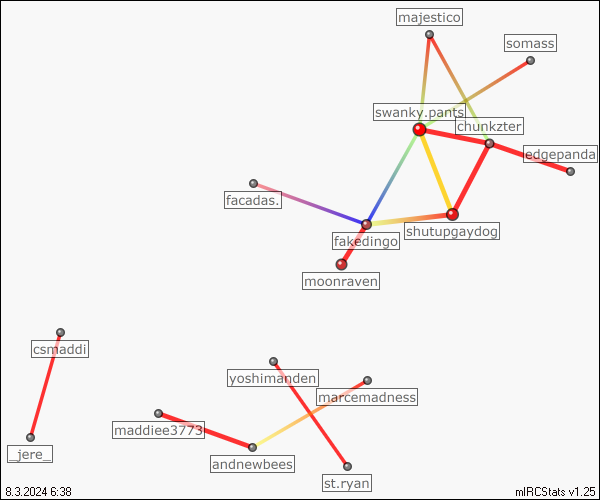 majestico
somass
swanky.pants
chunkzter
edgepanda
facadas.
shutupgaydog
fakedingo
moonraven
csmaddi
yoshimanden
marcemadness
maddiee3773
_jere_
andnewbees
st.ryan
8.3.2024 6:38
mIRCStats v1.25